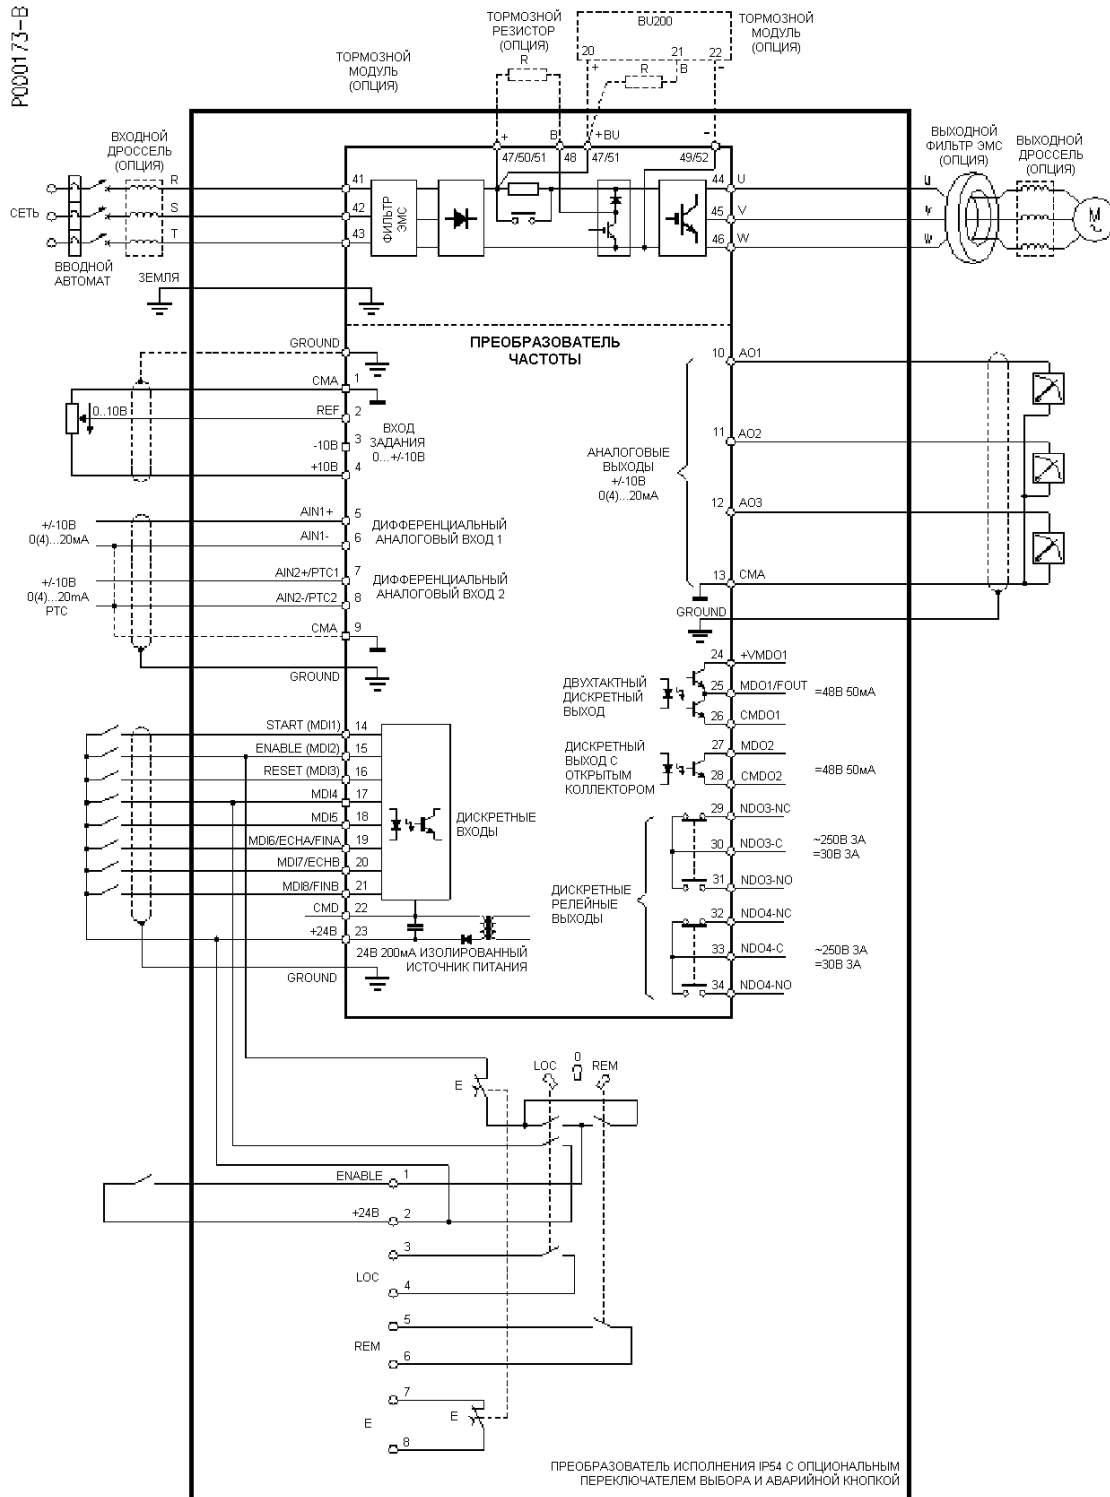 P000173-B
ТОРМОЗНОЙ
РЕЗИСТОР
(ОПЦИЯ)
R
BU200
20
21
22
+
R
B
-
ТОРМОЗНОЙ
МОДУЛЬ
(ОПЦИЯ)
ТОРМОЗНОЙ
МОДУЛЬ
(ОПЦИЯ)
ВХОДНОЙ
ДРОССЕЛЬ
(ОПЦИЯ)
+
B
+BU
-
47/50/51
48
47/51
49/52
ВЫХОДНОЙ
ФИЛЬТР ЭМС
(ОПЦИЯ)
ВЫХОДНОЙ
ДРОССЕЛЬ
(ОПЦИЯ)
СЕТЬ
R
S
T
41
42
43
ФИЛЬТР
ЭМС
44 U
45 V
46 W
U
V
W
M
ВВОДНОЙ
АВТОМАТ
ЗЕМЛЯ
ПРЕОБРАЗОВАТЕЛЬ
ЧАСТОТЫ
GROUND
CMA 1
REF 2
-10В 3
+10В 4
0..10В
ВХОД
ЗАДАНИЯ
0...+/-10В
AIN1+ 5
AIN1- 6
ДИФФЕРЕНЦИАЛЬНЫЙ
АНАЛОГОВЫЙ ВХОД 1
+/-10В
0(4)...20мА
AIN2+/PTC1 7
AIN2-/PTC2 8
ДИФФЕРЕНЦИАЛЬНЫЙ
АНАЛОГОВЫЙ ВХОД 2
+/-10В
0(4)...20mA
PTC
CMA 9
GROUND
10 AO1
11 AO2
12 AO3
13 CMA
АНАЛОГОВЫЕ
ВЫХОДЫ
+/-10В
0(4)...20мА
GROUND
24 +VMDO1
25 MDO1/FOUT
26 CMDO1
=48В 50мА
ДВУХТАКТНЫЙ
ДИСКРЕТНЫЙ
ВЫХОД
27 MDO2
28 CMDO2
=48В 50мА
ДИСКРЕТНЫЙ
ВЫХОД С
ОТКРЫТЫМ
КОЛЛЕКТОРОМ
29 NDO3-NC
30 NDO3-C
31 NDO3-NO
~250В 3А
=30В 3А
ДИСКРЕТНЫЕ
РЕЛЕЙНЫЕ
ВЫХОДЫ
32 NDO4-NC
33 NDO4-C
34 NDO4-NO
~250В 3А
=30В 3А
START (MDI1) 14
ENABLE (MDI2) 15
RESET (MDI3) 16
MDI4 17
MDI5 18
MDI6/ECHA/FINA 19
MDI7/ECHB 20
MDI8/FINB 21
CMD 22
+24В 23
ДИСКРЕТНЫЕ
ВХОДЫ
24В 200мА ИЗОЛИРОВАННЫЙ
ИСТОЧНИК ПИТАНИЯ
GROUND
LOC
0
REM
E
ENABLE 1
+24В 2
3
LOC
4
5
REM
6
7
E
8
E
ПРЕОБРАЗОВАТЕЛЬ ИСПОЛНЕНИЯ IP54 С ОПЦИОНАЛЬНЫМ
ПЕРЕКЛЮЧАТЕЛЕМ ВЫБОРА И АВАРИЙНОЙ КНОПКОЙ